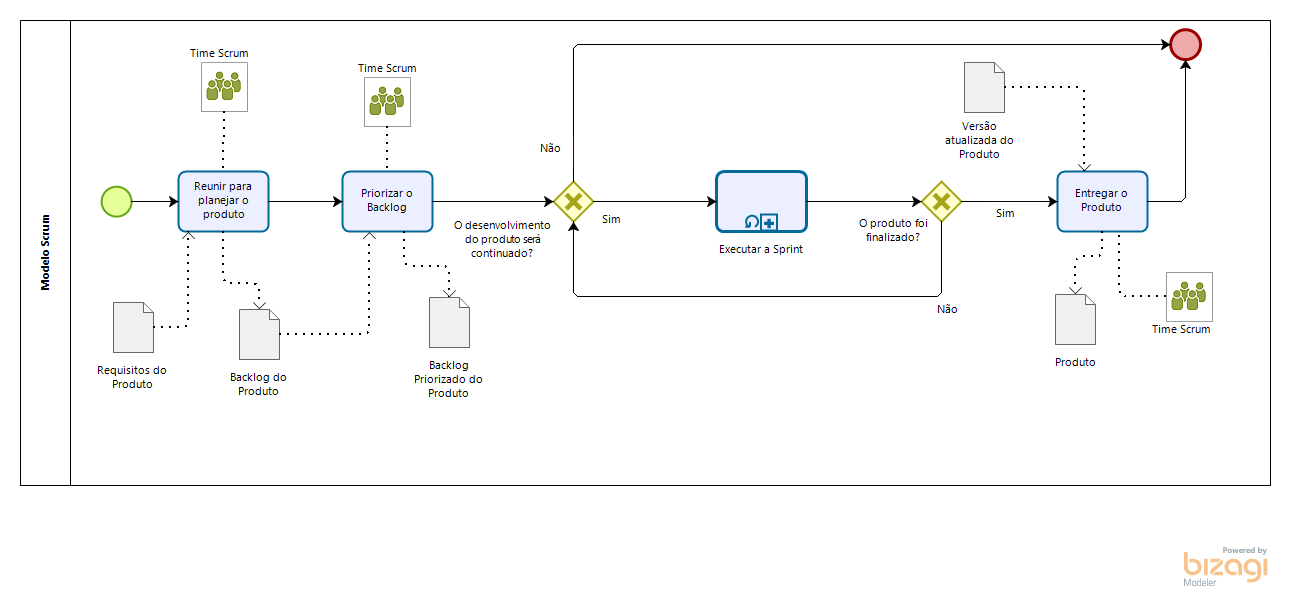 Modelo Scrum
Time Scrum
Time Scrum
Reunir para
planejar o
produto
Priorizar o
Backlog
Requisitos do
Produto
Backlog do
Produto
Backlog
Priorizado do
Produto
Não
O desenvolvimento
do produto será
continuado?
Sim
Executar a Sprint
O produto foi
finalizado?
Sim
Não
Versão
atualizada do
Produto
Entregar o
Produto
Produto
Time Scrum
Powered by
bizagi
Modeler